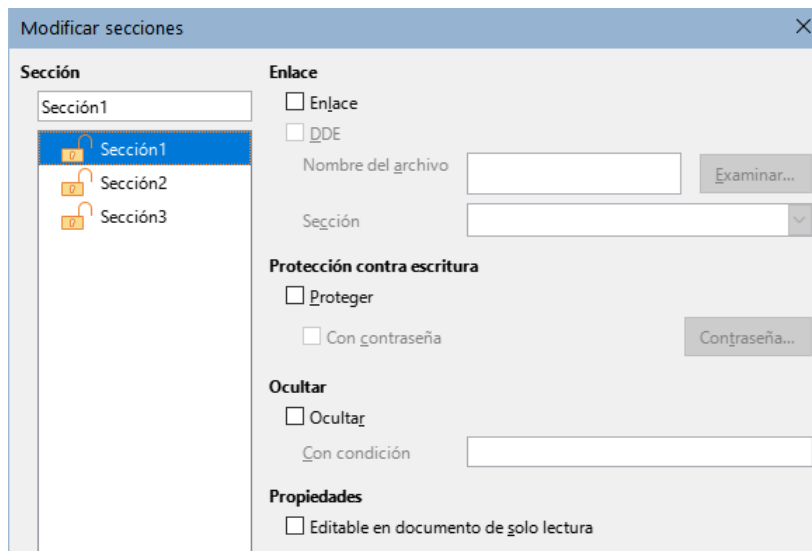 Modificar secciones
Sección
Sección1
Sección1
Sección2
Sección3
Enlace
Enlace
DDE
Nombre del archivo
Examinar...
Sección
Protección contra escritura
Proteger
Con contraseña
Contraseña...
Ocultar
Ocultar
Con condición
Propiedades
Editable en documento de solo lectura